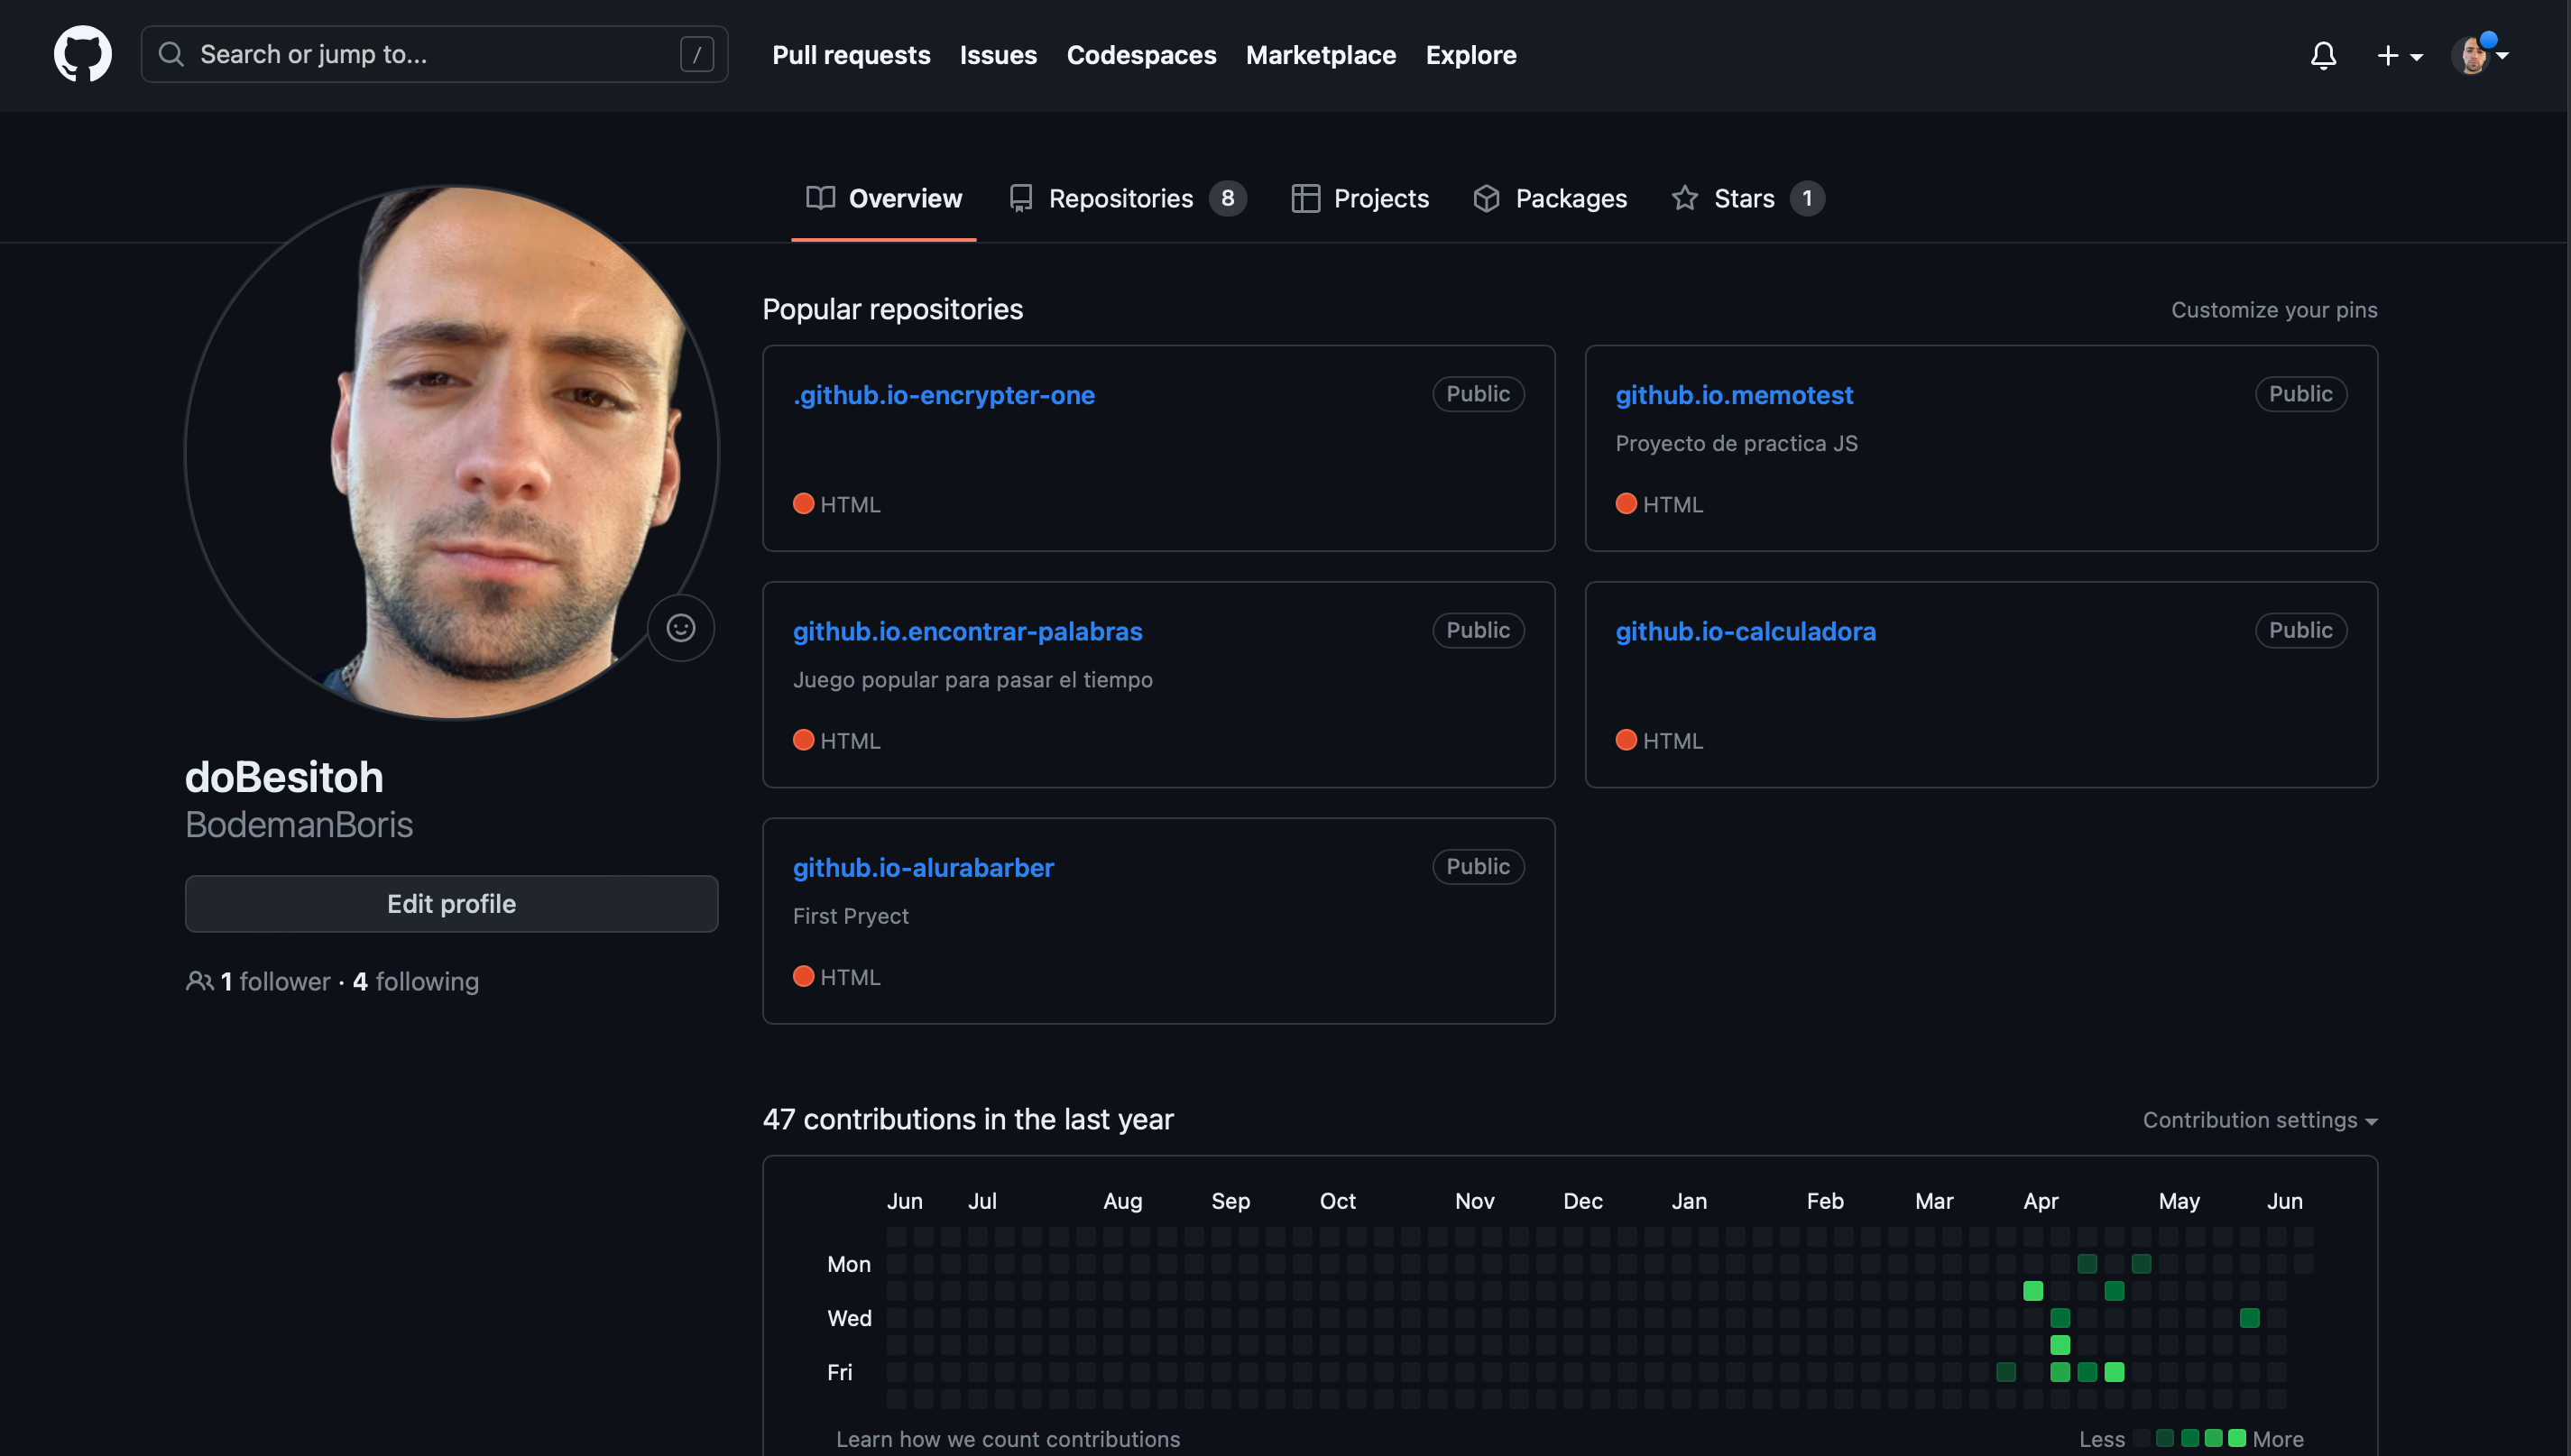 Search or jump to... /
Pull requests Issues Codespaces Marketplace Explore
Overview Repositories 8 Projects Packages Stars 1
doBesitoh
BodemanBoris
Edit profile
1 follower · 4 following
Popular repositories
Customize your pins
.github.io-encrypter-one Public
HTML
github.io.memotest Public
Proyecto de practica JS
HTML
github.io.encontrar-palabras Public
Juego popular para pasar el tiempo
HTML
github.io-calculadora Public
HTML
github.io-alurabarber Public
First Pryect
HTML
47 contributions in the last year
Contribution settings
Jun Jul Aug Sep Oct Nov Dec Jan Feb Mar Apr May Jun
Mon
Wed
Fri
Learn how we count contributions
Less More